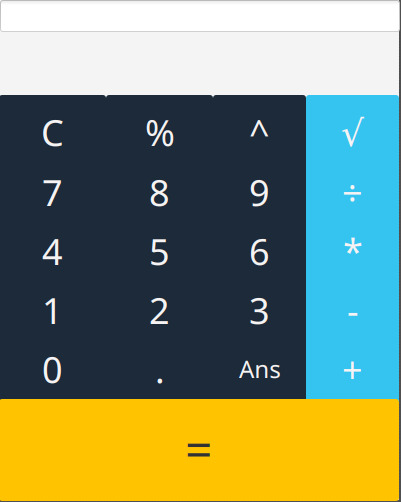 C % ^ √
7 8 9 ÷
4 5 6 *
1 2 3 -
0 . Ans +
=